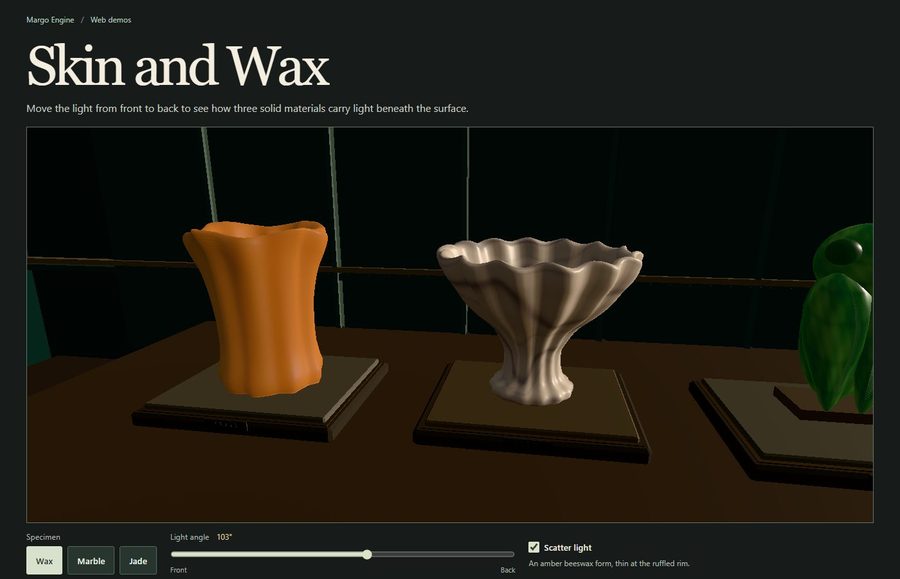 Margo Engine / Web demos
Skin and Wax
Move the light from front to back to see how three solid materials carry light beneath the surface.
Specimen
Wax
Marble
Jade
Light angle 103°
Front
Back
Scatter light
An amber beeswax form, thin at the ruffled rim.